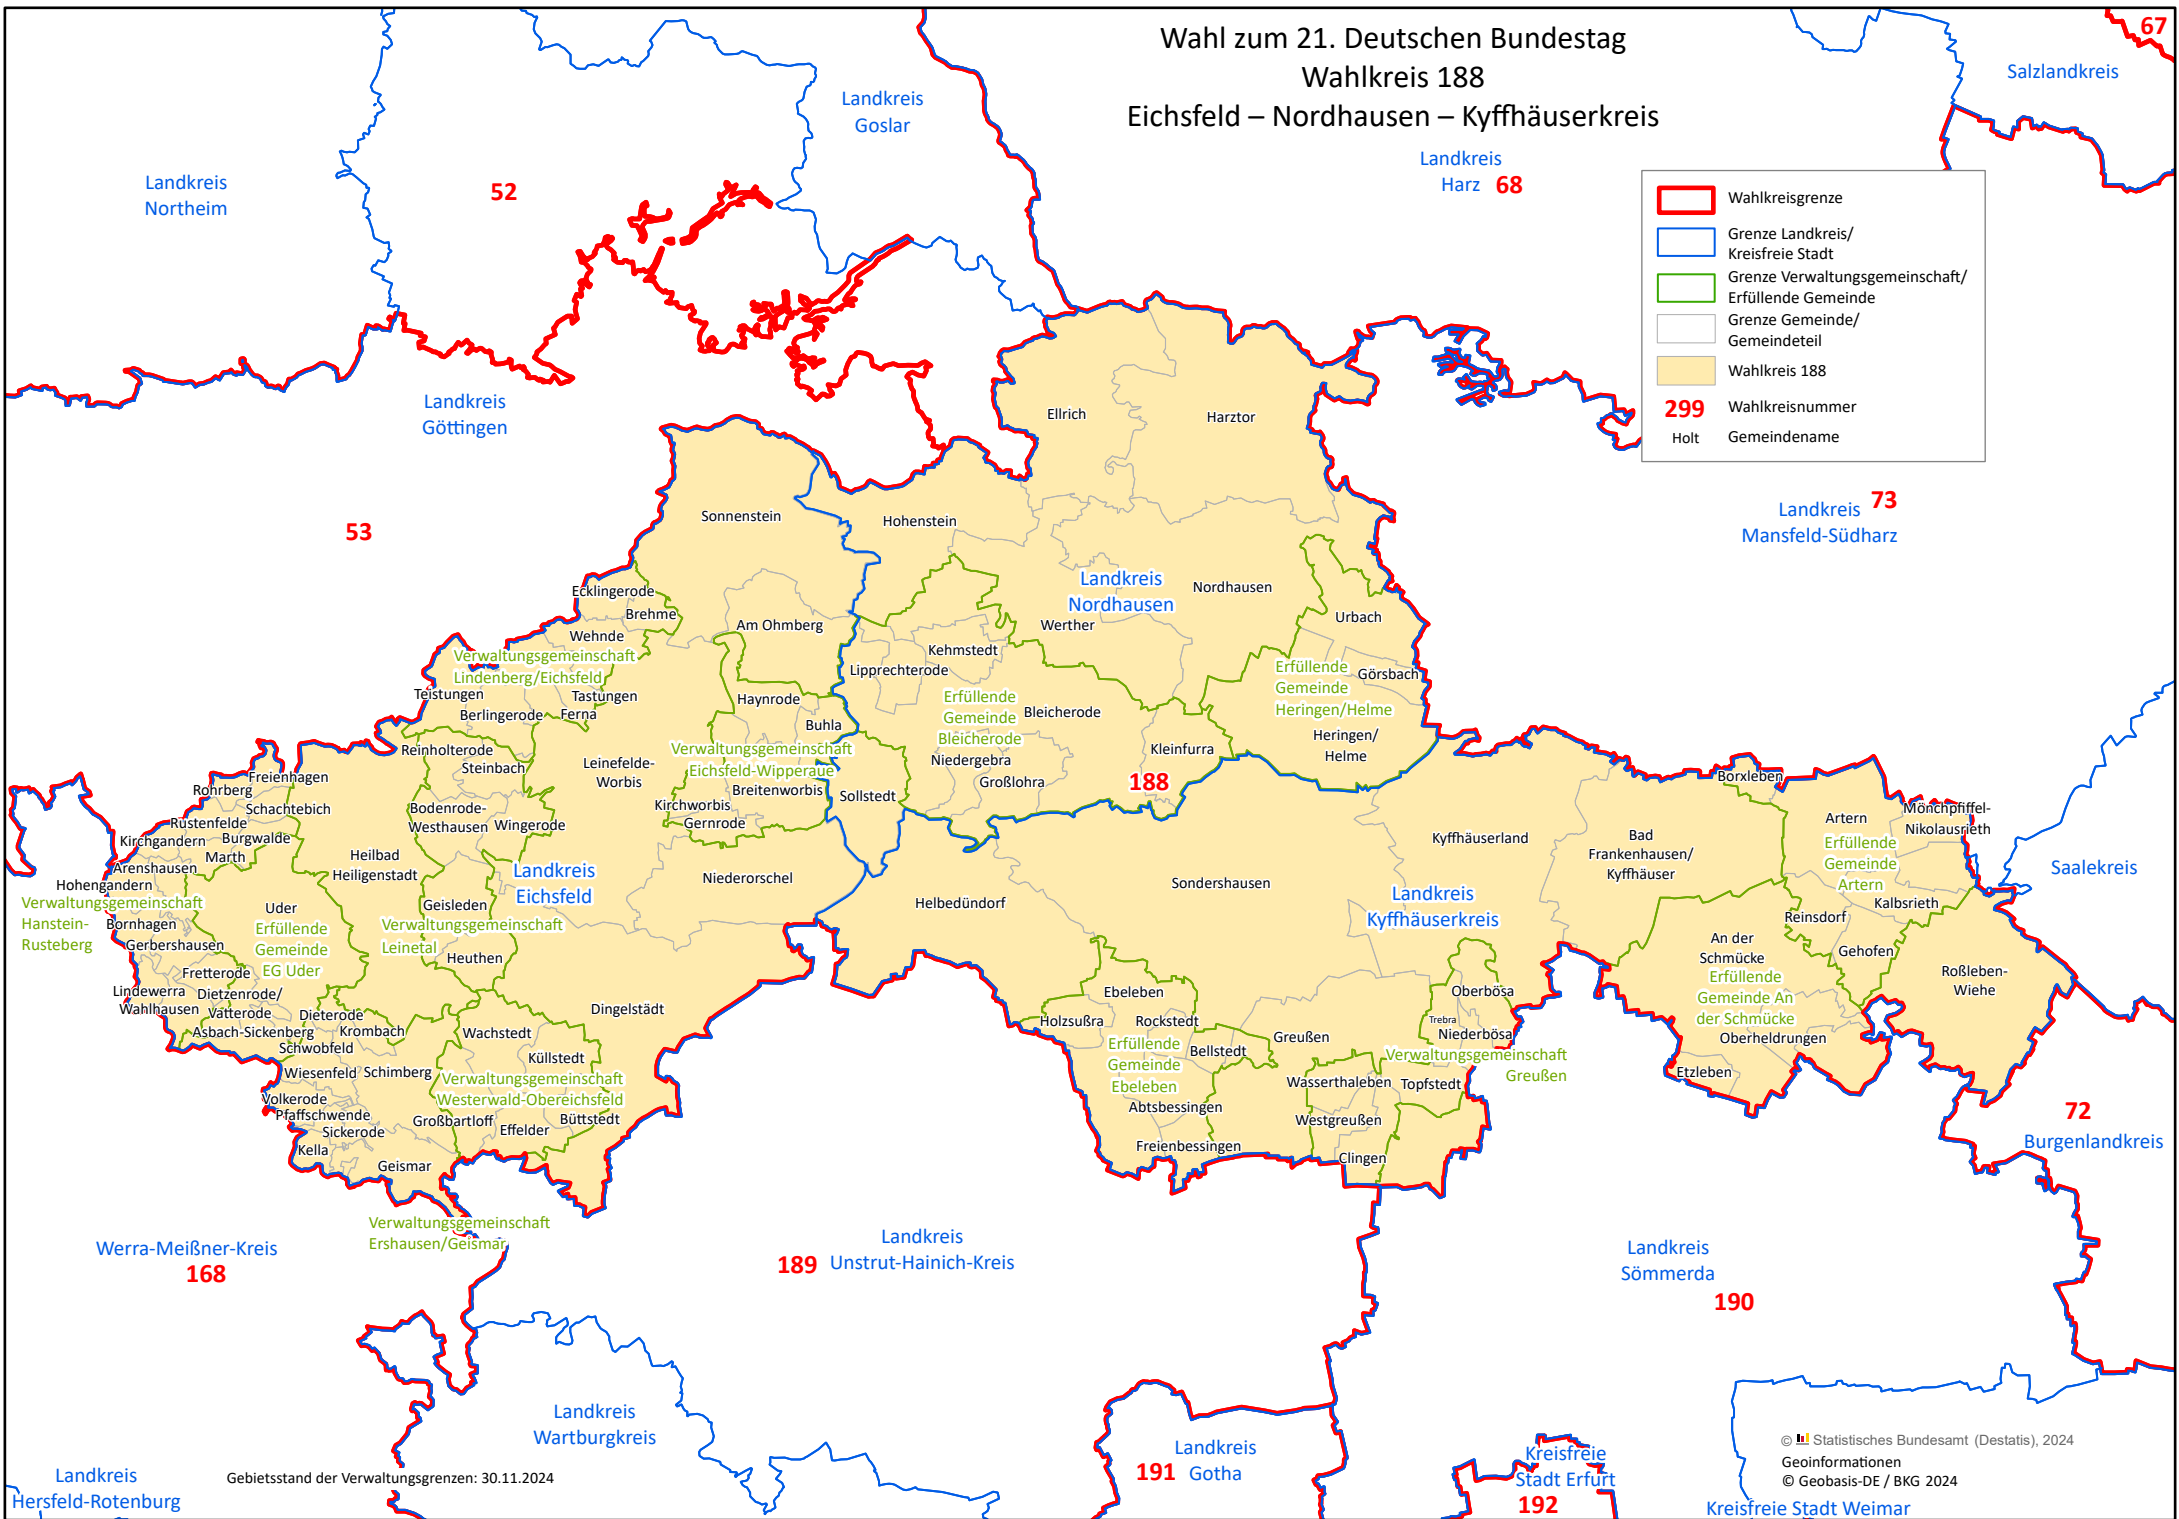 Wahl zum 21. Deutschen Bundestag
Wahlkreis 188
Eichsfeld – Nordhausen – Kyffhäuserkreis
67
Salzlandkreis
Landkreis
Goslar
Landkreis
Northeim
52
Landkreis
Harz 68
Wahlkreisgrenze
Grenze Landkreis/
Kreisfreie Stadt
Grenze Verwaltungsgemeinschaft/
Erfüllende Gemeinde
Grenze Gemeinde/
Gemeindeteil
Wahlkreis 188
299 Wahlkreisnummer
Holt Gemeindename
Landkreis
Göttingen
53
Landkreis 73
Mansfeld-Südharz
Ellrich
Harztor
Sonnenstein
Hohenstein
Landkreis
Nordhausen
Nordhausen
Werther
Urbach
Ecklingerode
Brehme
Wehnde
Am Ohmberg
Verwaltungsgemeinschaft
Lindenberg/Eichsfeld
Teistungen
Tastungen
Berlingerode
Ferna
Kehmstedt
Lipprechterode
Erfüllende
Gemeinde
Bleicherode
Bleicherode
Erfüllende
Gemeinde
Heringen/Helme
Görsbach
Heringen/
Helme
Haynrode
Buhla
Verwaltungsgemeinschaft
Eichsfeld-Wipperaue
Breitenworbis
Kirchworbis
Gernrode
Leinefelde-
Worbis
Niedergebra
Großlohra
Kleinfurra
188
Sollstedt
Reinholterode
Steinbach
Freienhagen
Rohrberg
Schachtebich
Bodenrode-
Westhausen
Wingerode
Rustenfelde
Kirchgandern
Burgwalde
Marth
Arenshausen
Hohengandern
Verwaltungsgemeinschaft
Hanstein-
Rusteberg
Bornhagen
Gerbershausen
Heilbad
Heiligenstadt
Landkreis
Eichsfeld
Niederorschel
Uder
Erfüllende
Gemeinde
EG Uder
Geisleden
Verwaltungsgemeinschaft
Leinetal
Heuthen
Fretterode
Lindewerra
Dietzenrode/
Vatterode
Wahlhausen
Asbach-Sickenberg
Dieterode
Krombach
Schwobfeld
Wiesenfeld
Schimberg
Volkerode
Pfaffschwende
Sickerode
Kella
Geismar
Verwaltungsgemeinschaft
Ershausen/Geismar
Dingelstädt
Wachstedt
Küllstedt
Verwaltungsgemeinschaft
Westerwald-Obereichsfeld
Großbartloff
Effelder
Büttstedt
Helbedündorf
Sondershausen
Kyffhäuserland
Landkreis
Kyffhäuserkreis
Bad
Frankenhausen/
Kyffhäuser
Borxleben
Artern
Mönchpfiffel-
Nikolausrieth
Erfüllende
Gemeinde
Artern
Kalbsrieth
Reinsdorf
Gehofen
Saalekreis
An der
Schmücke
Erfüllende
Gemeinde An
der Schmücke
Oberheldrungen
Etzleben
Roßleben-
Wiehe
Ebeleben
Holzsußra
Rockstedt
Erfüllende
Gemeinde
Ebeleben
Bellstedt
Abtsbessingen
Freienbessingen
Greußen
Oberbösa
Trebra
Niederbösa
Verwaltungsgemeinschaft
Greußen
Wasserthaleben
Topfstedt
Westgreußen
Clingen
72
Burgenlandkreis
Werra-Meißner-Kreis
168
Landkreis
189 Unstrut-Hainich-Kreis
Landkreis
Sömmerda
190
Landkreis
Wartburgkreis
Landkreis
191 Gotha
Kreisfreie
Stadt Erfurt
192
Kreisfreie Stadt Weimar
Landkreis
Hersfeld-Rotenburg
Gebietsstand der Verwaltungsgrenzen: 30.11.2024
© Statistisches Bundesamt (Destatis), 2024
Geoinformationen
© Geobasis-DE / BKG 2024